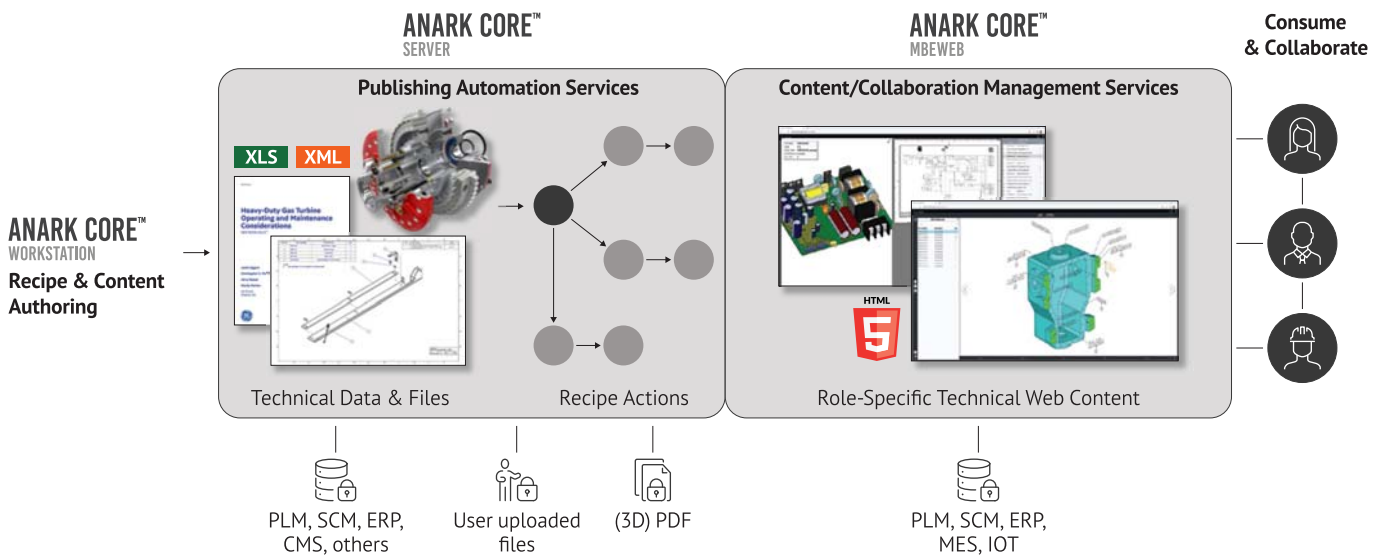 ANARK CORE™
SERVER
ANARK CORE™
MBEWEB
Consume
& Collaborate
Publishing Automation Services
Content/Collaboration Management Services
XLS
XML
Heavy-Duty Gas Turbine
Operating and Maintenance
Considerations
ANARK CORE™
WORKSTATION
Recipe & Content
Authoring
HTML
5
Technical Data & Files
Recipe Actions
Role-Specific Technical Web Content
PLM, SCM, ERP,
CMS, others
User uploaded
files
(3D) PDF
PLM, SCM, ERP,
MES, IOT